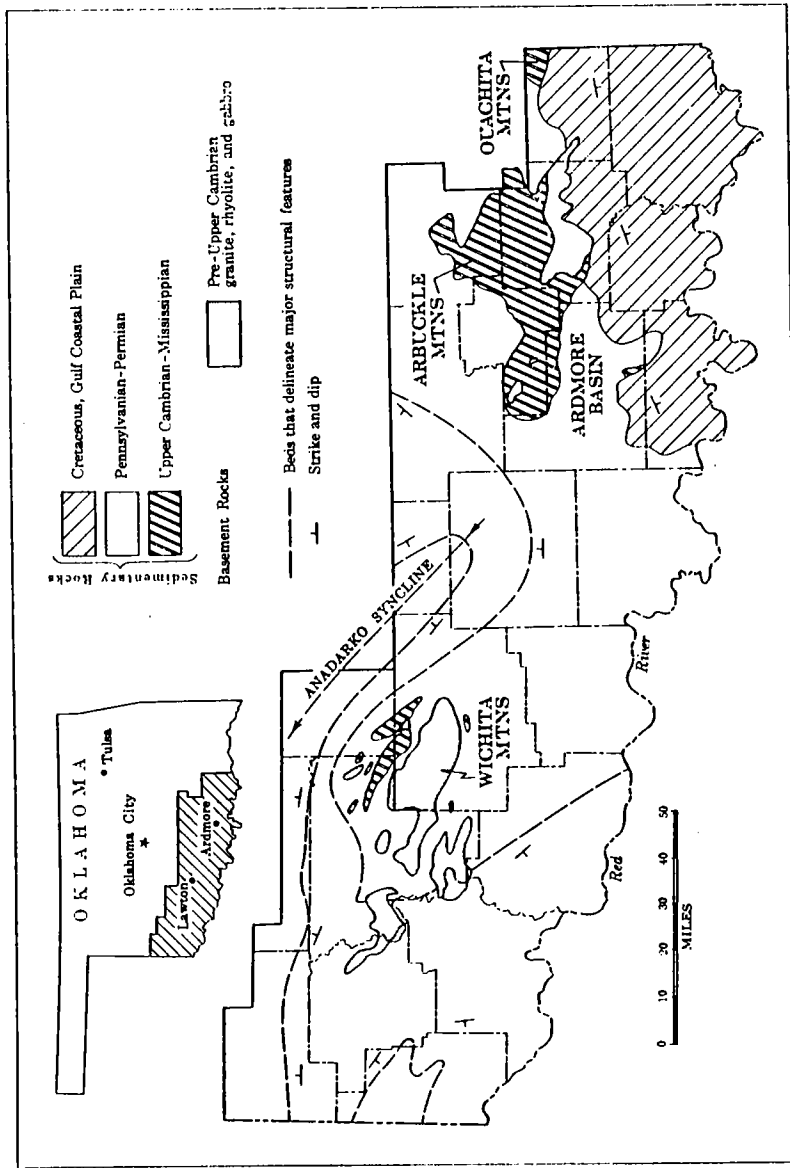 OKLAHOMA
Tulsa
Oklahoma City
Lawton
Ardmore
Sedimentary Rocks
Cretaceous, Gulf Coastal Plain
Pennsylvanian-Permian
Upper Cambrian-Mississippian
Basement Rocks
Pre-Upper Cambrian
granite, rhyolite, and gabbro
Beds that delineate major structural features
Strike and dip
ANADARKO SYNCLINE
WICHITA
MTNS
ARBUCKLE
MTNS
ARDMORE
BASIN
OUACHITA
MTNS
Red
River
0 10 20 30 40 50
MILES